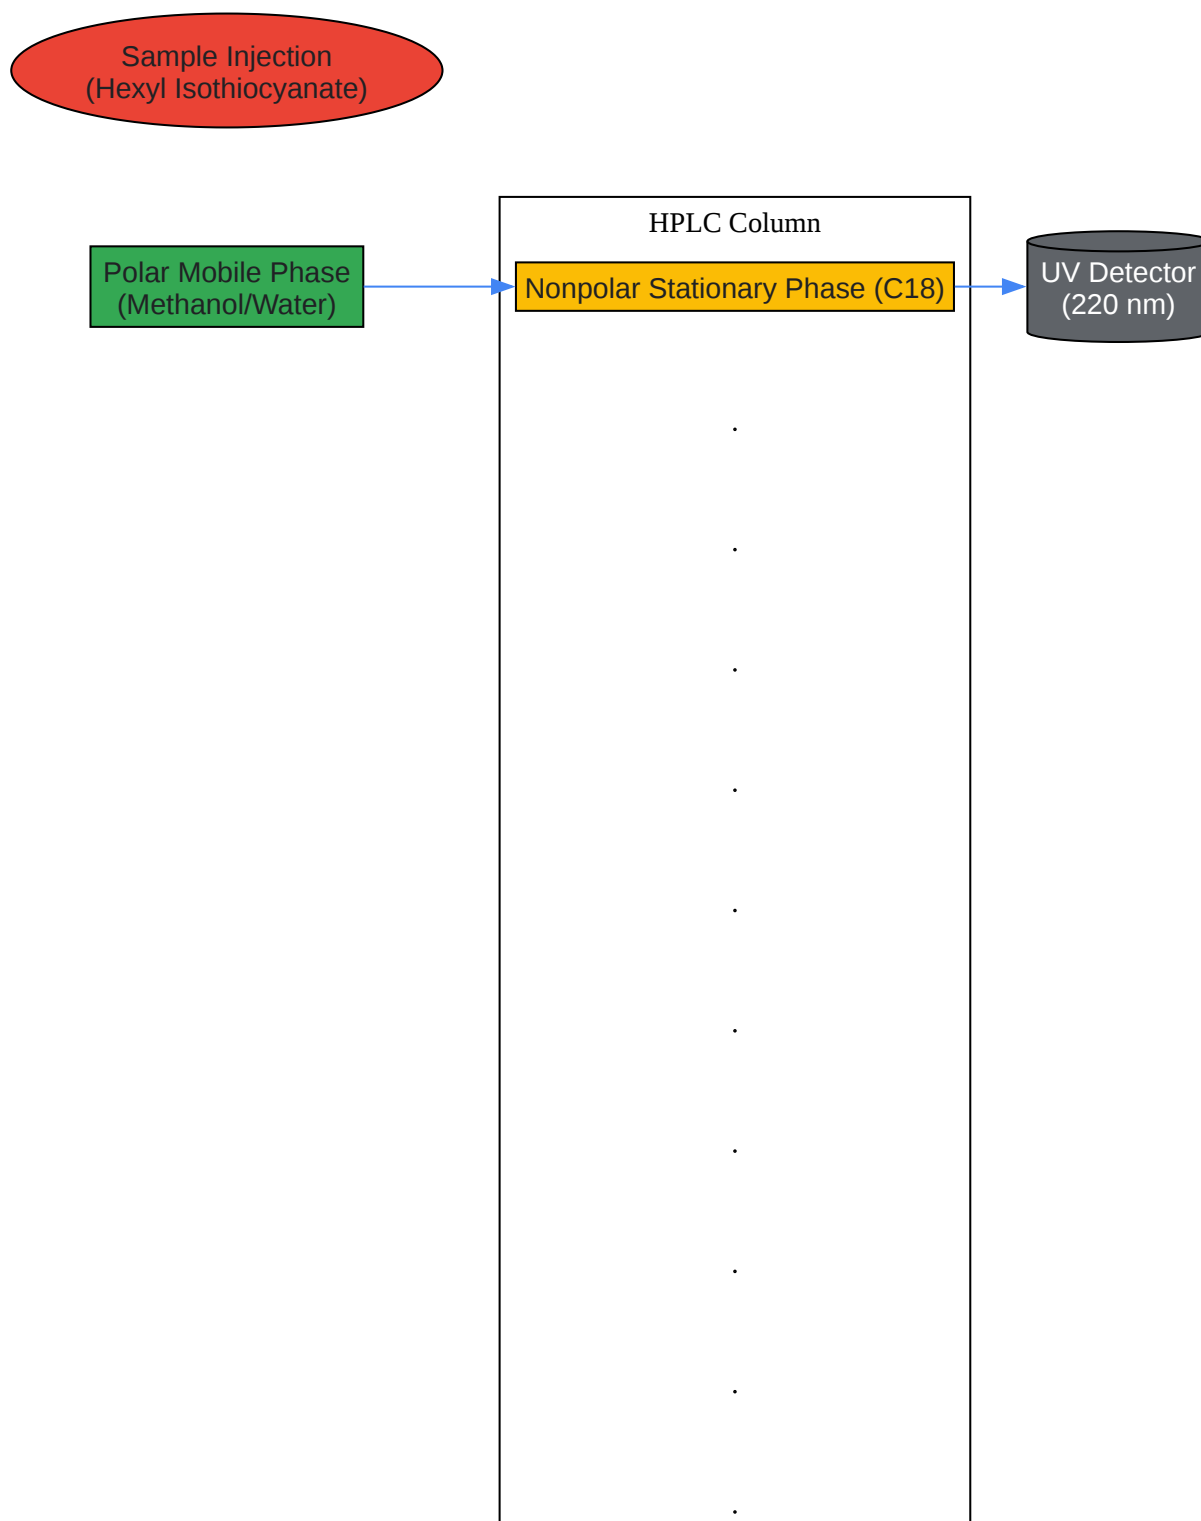 Sample Injection
(Hexyl Isothiocyanate)
HPLC Column
Polar Mobile Phase
(Methanol/Water)
Nonpolar Stationary Phase (C18)
UV Detector
(220 nm)
.
.
.
.
.
.
.
.
.
.